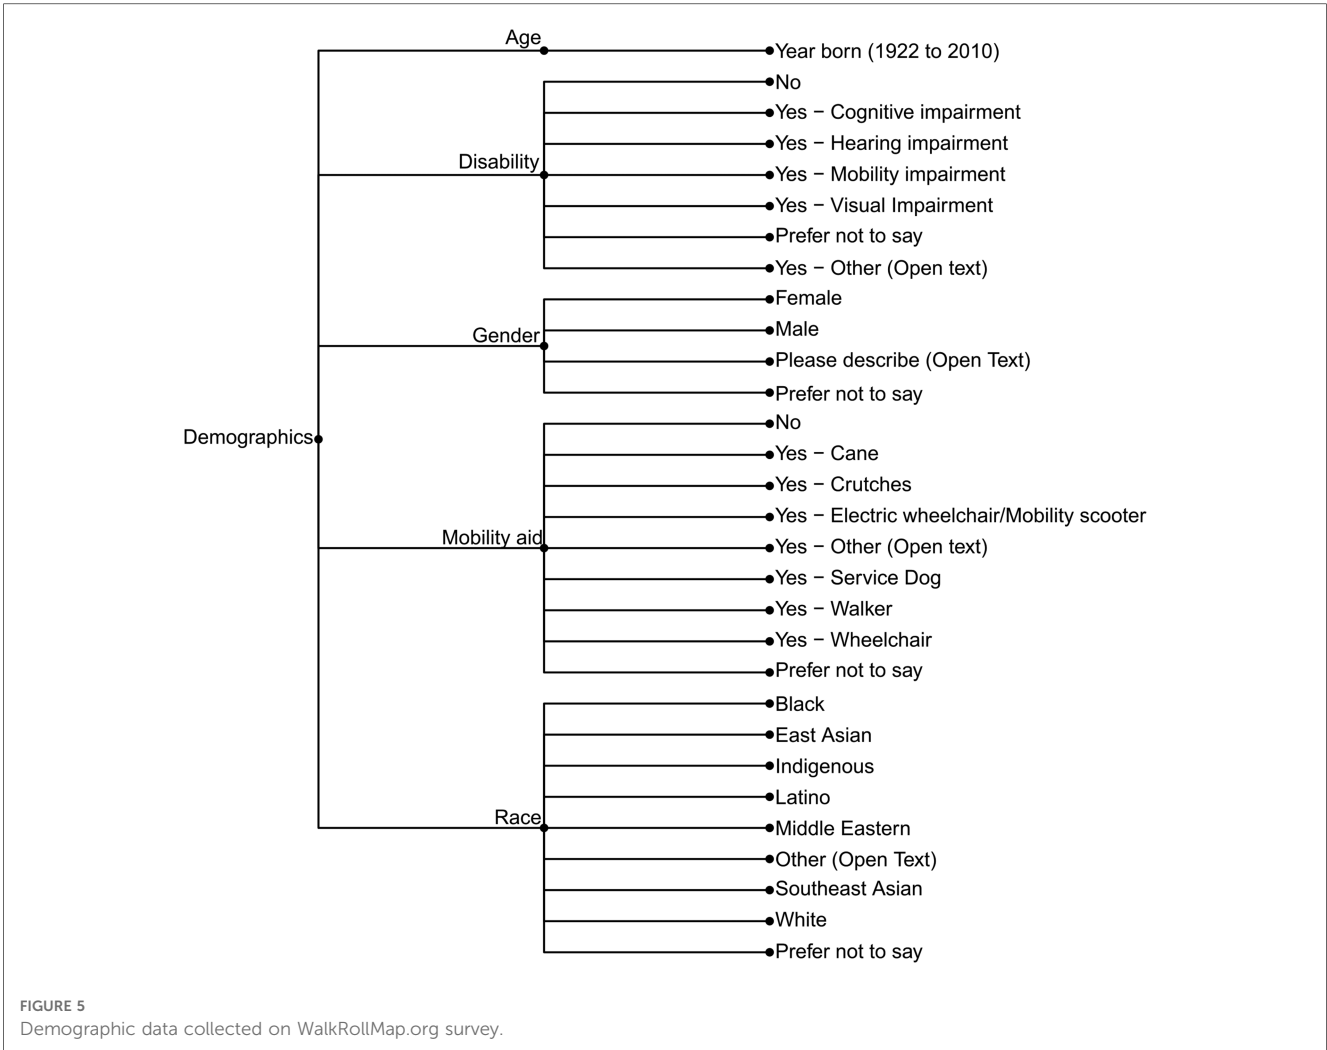 Demographics
Age
Year born (1922 to 2010)
Disability
No
Yes − Cognitive impairment
Yes − Hearing impairment
Yes − Mobility impairment
Yes − Visual Impairment
Prefer not to say
Yes − Other (Open text)
Gender
Female
Male
Please describe (Open Text)
Prefer not to say
Mobility aid
No
Yes − Cane
Yes − Crutches
Yes − Electric wheelchair/Mobility scooter
Yes − Other (Open text)
Yes − Service Dog
Yes − Walker
Yes − Wheelchair
Prefer not to say
Race
Black
East Asian
Indigenous
Latino
Middle Eastern
Other (Open Text)
Southeast Asian
White
Prefer not to say
FIGURE 5
Demographic data collected on WalkRollMap.org survey.